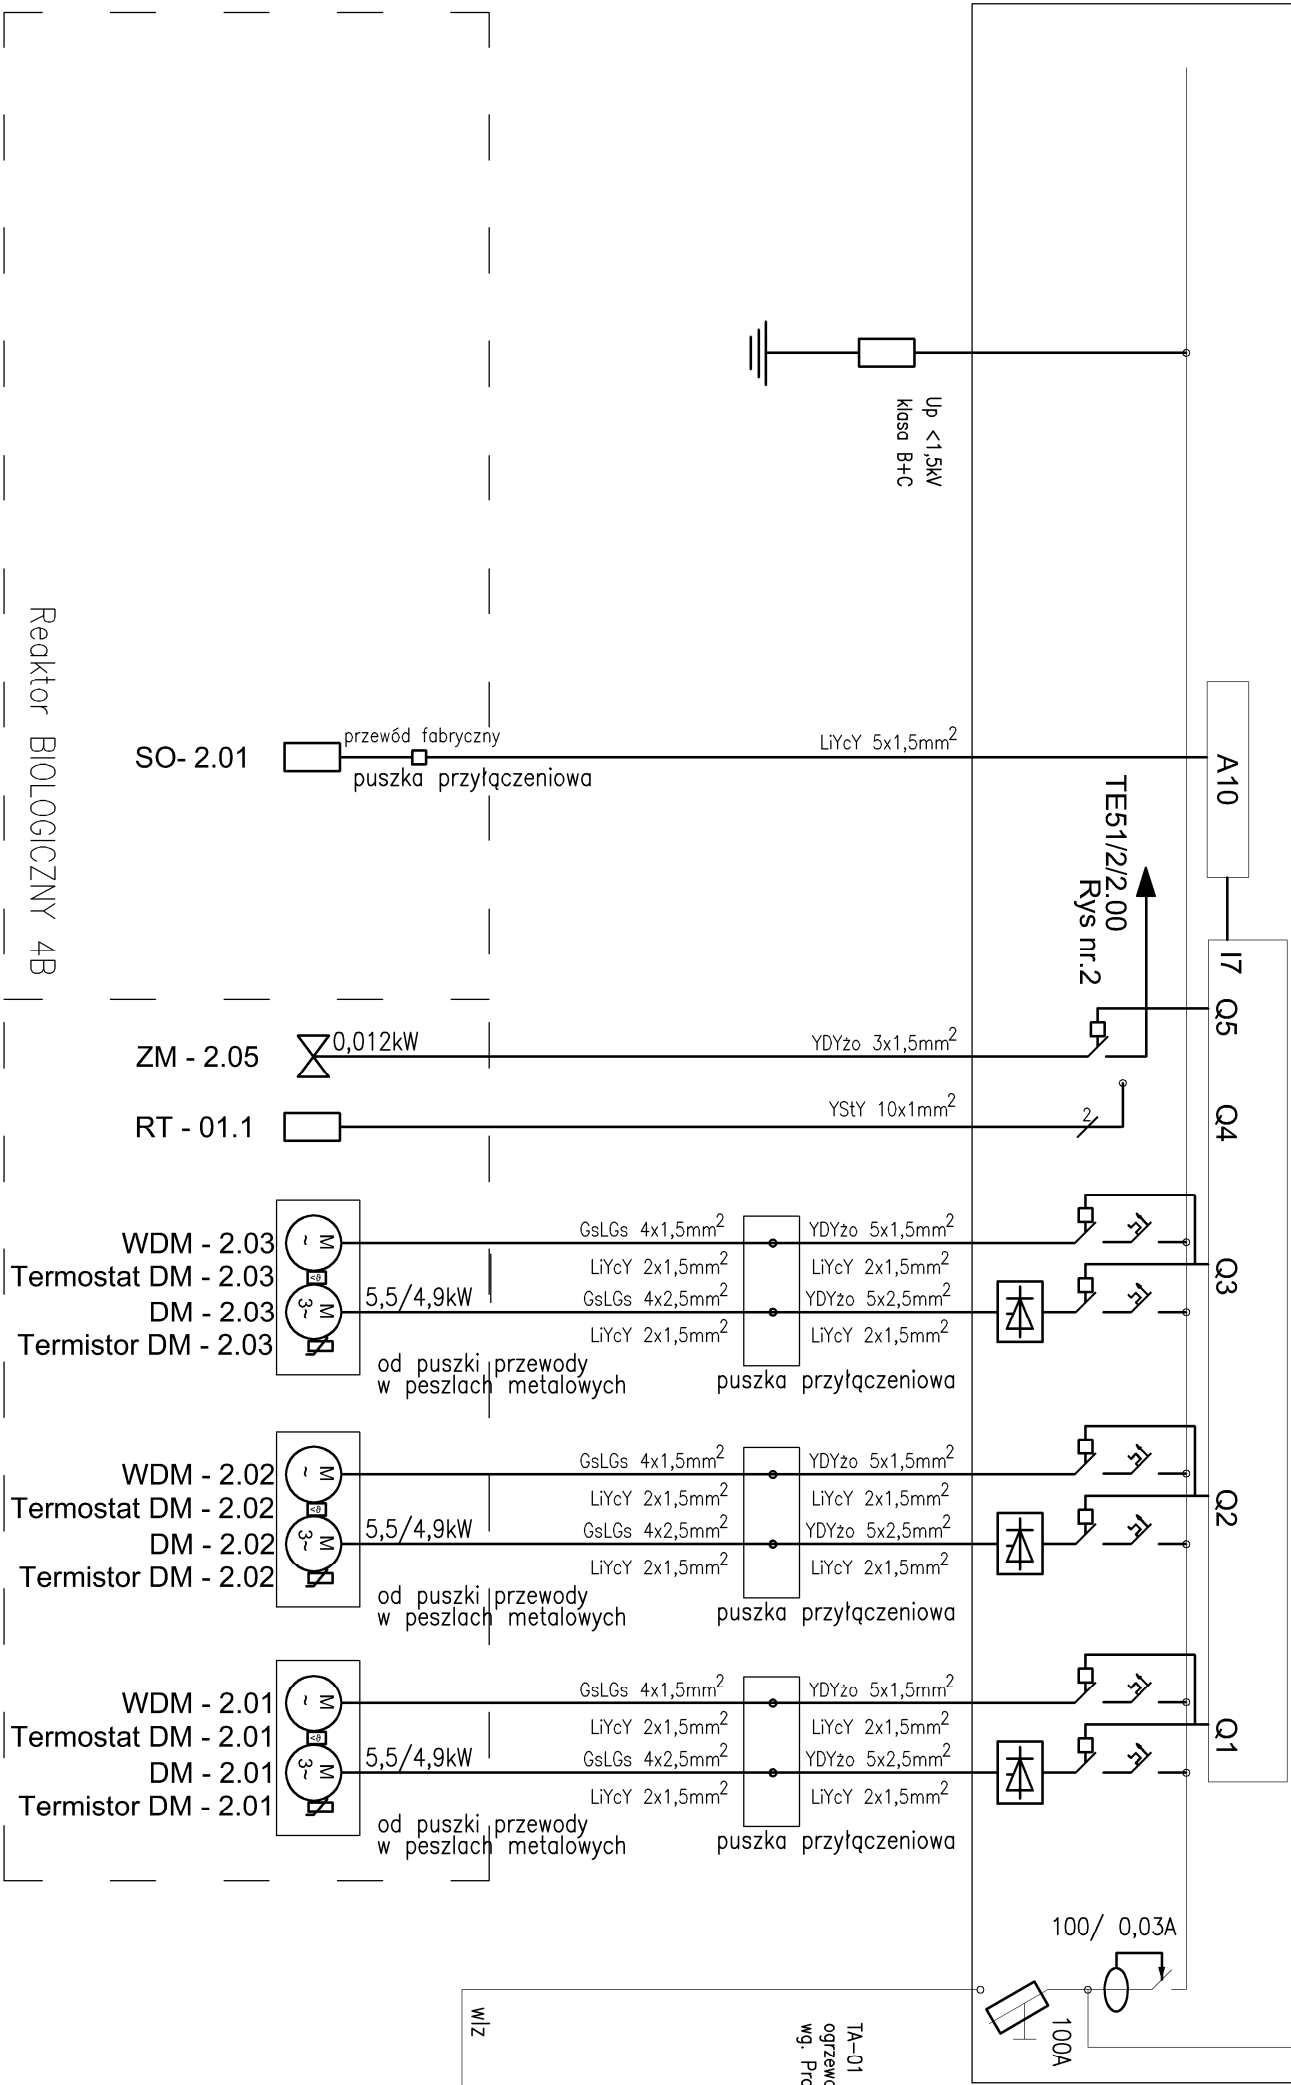 Up <1,5kV
klasa B+C
Reaktor BIOLOGICZNY 4B
SO- 2.01
przewód fabryczny
puszka przyłączeniowa
LiYcY 5x1,5mm²
A10
TE51/2/2.00
Rys nr.2
I7
Q5
ZM - 2.05
0,012kW
YDYżo 3x1,5mm²
RT - 01.1
YStY 10x1mm²
2
Q4
WDM - 2.03
Termostat DM - 2.03
DM - 2.03
Termistor DM - 2.03
M
~
<ϑ
M
3~
5,5/4,9kW
od puszki przewody
w peszlach metalowych
GsLGs 4x1,5mm²
LiYcY 2x1,5mm²
GsLGs 4x2,5mm²
LiYcY 2x1,5mm²
YDYżo 5x1,5mm²
LiYcY 2x1,5mm²
YDYżo 5x2,5mm²
LiYcY 2x1,5mm²
puszka przyłączeniowa
Q3
WDM - 2.02
Termostat DM - 2.02
DM - 2.02
Termistor DM - 2.02
M
~
<ϑ
M
3~
5,5/4,9kW
od puszki przewody
w peszlach metalowych
GsLGs 4x1,5mm²
LiYcY 2x1,5mm²
GsLGs 4x2,5mm²
LiYcY 2x1,5mm²
YDYżo 5x1,5mm²
LiYcY 2x1,5mm²
YDYżo 5x2,5mm²
LiYcY 2x1,5mm²
puszka przyłączeniowa
Q2
WDM - 2.01
Termostat DM - 2.01
DM - 2.01
Termistor DM - 2.01
M
~
<ϑ
M
3~
5,5/4,9kW
od puszki przewody
w peszlach metalowych
GsLGs 4x1,5mm²
LiYcY 2x1,5mm²
GsLGs 4x2,5mm²
LiYcY 2x1,5mm²
YDYżo 5x1,5mm²
LiYcY 2x1,5mm²
YDYżo 5x2,5mm²
LiYcY 2x1,5mm²
puszka przyłączeniowa
Q1
100/ 0,03A
100A
wlz
TA-01
wg.